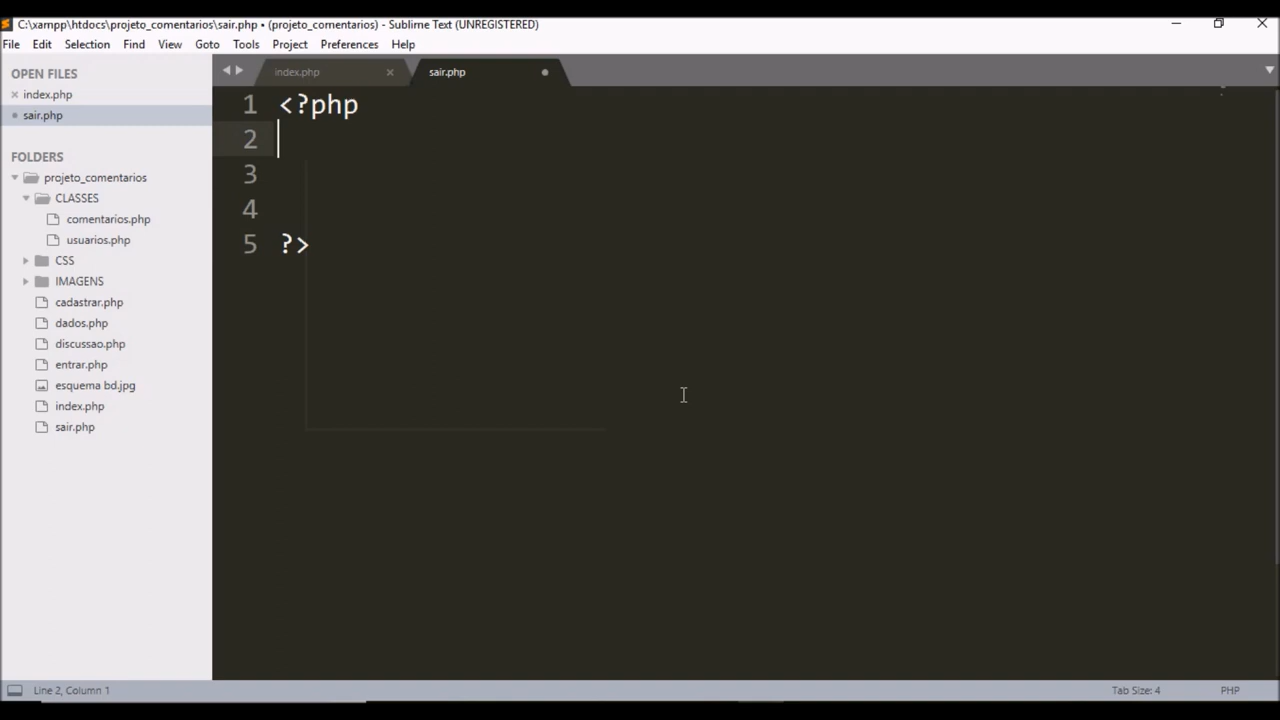 C:\xampp\htdocs\projeto_comentarios\sair.php • (projeto_comentarios) - Sublime Text (UNREGISTERED)
File Edit Selection Find View Goto Tools Project Preferences Help
OPEN FILES
index.php
sair.php
FOLDERS
projeto_comentarios
CLASSES
comentarios.php
usuarios.php
CSS
IMAGENS
cadastrar.php
dados.php
discussao.php
entrar.php
esquema bd.jpg
index.php
sair.php
index.php sair.php
1 <?php
2
3
4
5 ?>
Line 2, Column 1 Tab Size: 4 PHP